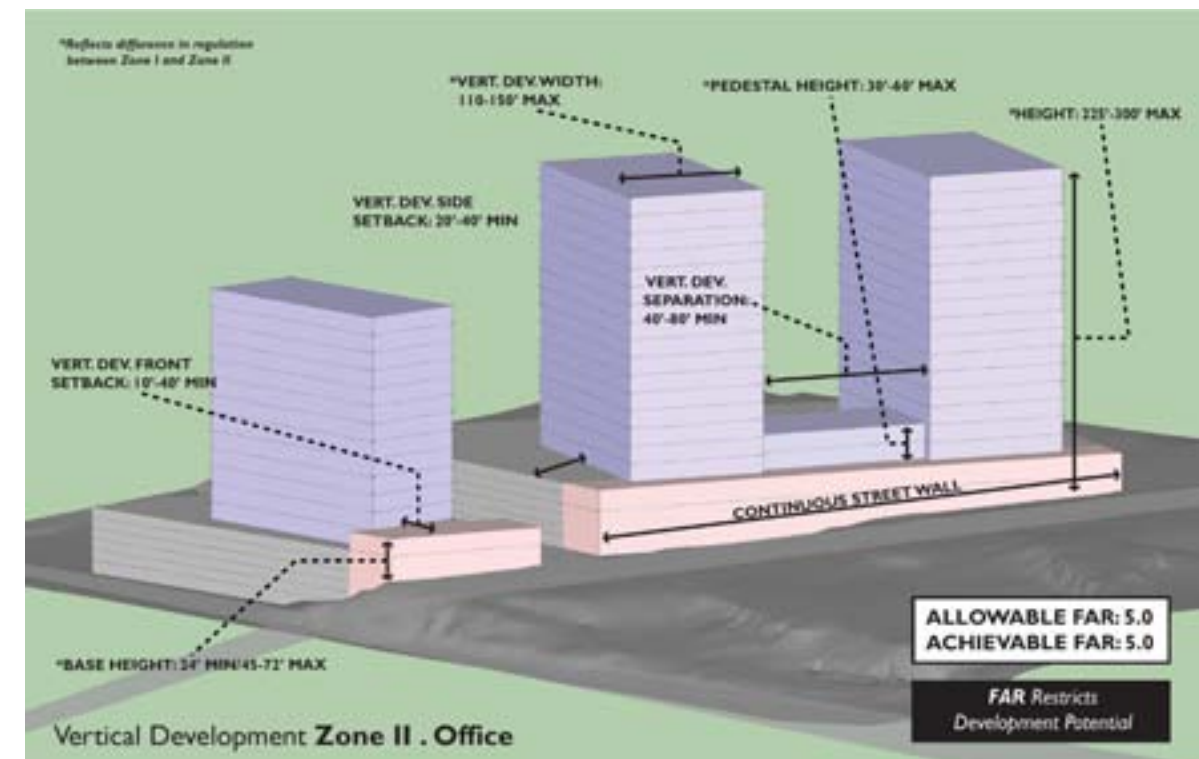 *Reflects difference in regulation
between Zone I and Zone II
*VERT. DEV. WIDTH:
110-150' MAX
*PEDESTAL HEIGHT: 30'-60' MAX
*HEIGHT: 225'-300' MAX
VERT. DEV. SIDE
SETBACK: 20'-40' MIN
VERT. DEV.
SEPARATION:
40'-80' MIN
VERT. DEV. FRONT
SETBACK: 10'-40' MIN
CONTINUOUS STREET WALL
*BASE HEIGHT: 24' MIN/45-72' MAX
ALLOWABLE FAR: 5.0
ACHIEVABLE FAR: 5.0
FAR Restricts
Development Potential
Vertical Development Zone II . Office